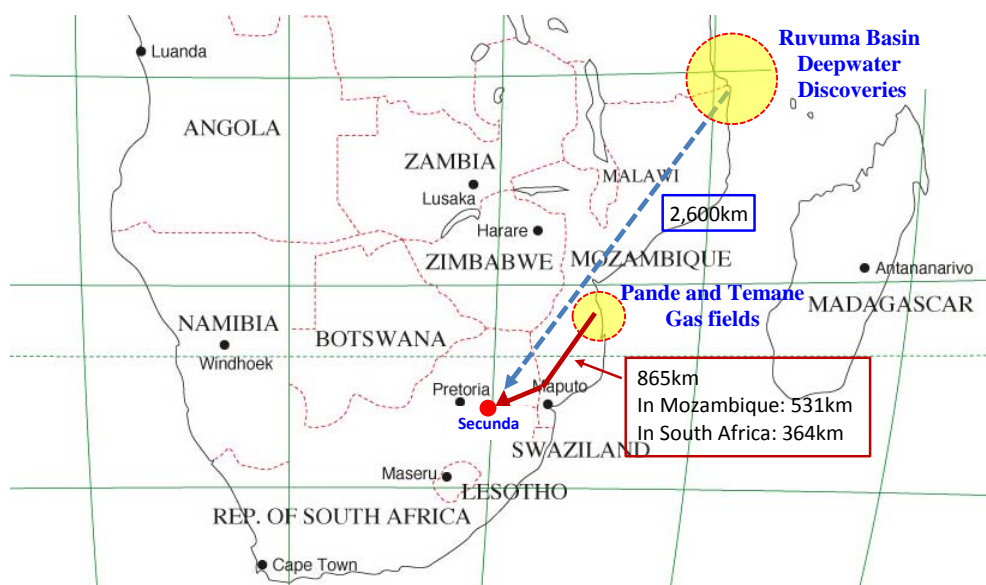 Luanda
Ruvuma Basin
Deepwater
Discoveries
ANGOLA
ZAMBIA
Lusaka
MALAWI
2,600km
Harare
ZIMBABWE
MOZAMBIQUE
Antananarivo
MADAGASCAR
Pande and Temane
Gas fields
NAMIBIA
Windhoek
BOTSWANA
865km
In Mozambique: 531km
In South Africa: 364km
Pretoria
Maputo
Secunda
SWAZILAND
Maseru
LESOTHO
REP. OF SOUTH AFRICA
Cape Town